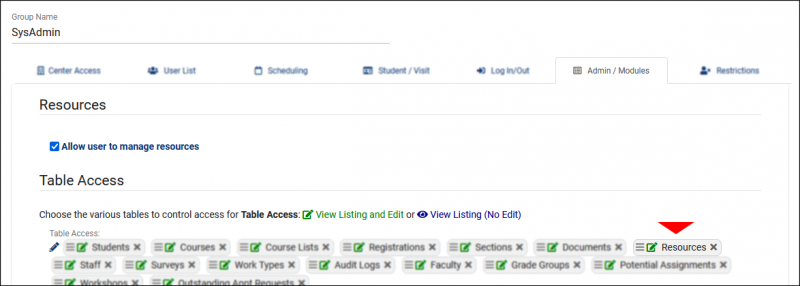 Group Name
SysAdmin
Center Access User List Scheduling Student / Visit Log In/Out Admin / Modules Restrictions
Resources
Allow user to manage resources
Table Access
Choose the various tables to control access for Table Access: View Listing and Edit or View Listing (No Edit)
Table Access:
Students × Courses × Course Lists × Registrations × Sections × Documents × Resources ×
Staff × Surveys × Work Types × Audit Logs × Faculty × Grade Groups × Potential Assignments ×
Workshops × Outstanding Appt Requests ×